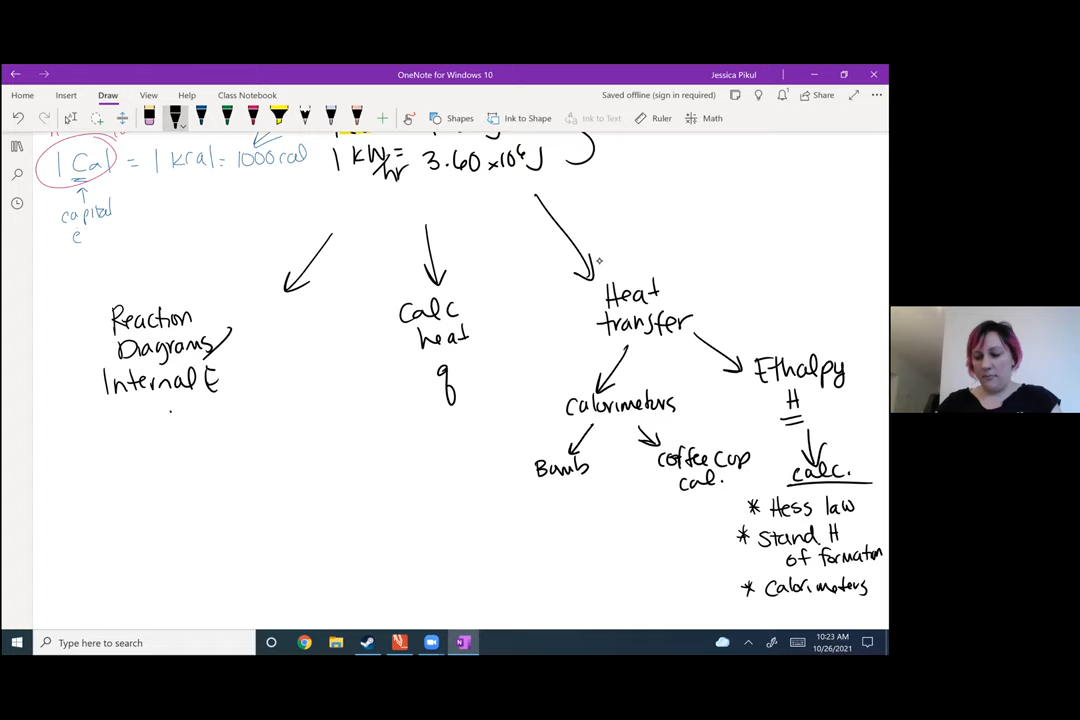 OneNote for Windows 10
Jessica Pikul
Home Insert Draw View Help Class Notebook
Saved offline (sign in required)
Share
Shapes
Ink to Shape
Ink to Text
Ruler
Math
1 Cal = 1 kcal = 1000 cal
1 kW= 3.60 x10⁶ J
hr
capital
c
Reaction
Diagrams
Internal E
Calc
heat
q
Heat
transfer
Calorimeters
Bomb
coffee cup
cal.
Ethalpy
H
calc.
* Hess law
* Stand H
of formation
* Calorimeters
Type here to search
10:23 AM
10/26/2021